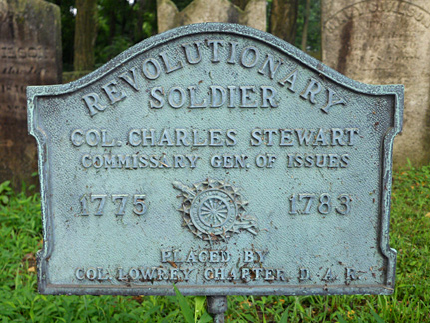 REVOLUTIONARY
SOLDIER
COL. CHARLES STEWART
COMMISSARY GEN. OF ISSUES
1775 1783
PLACED BY
COL. LOWREY CHAPTER D. A. R.